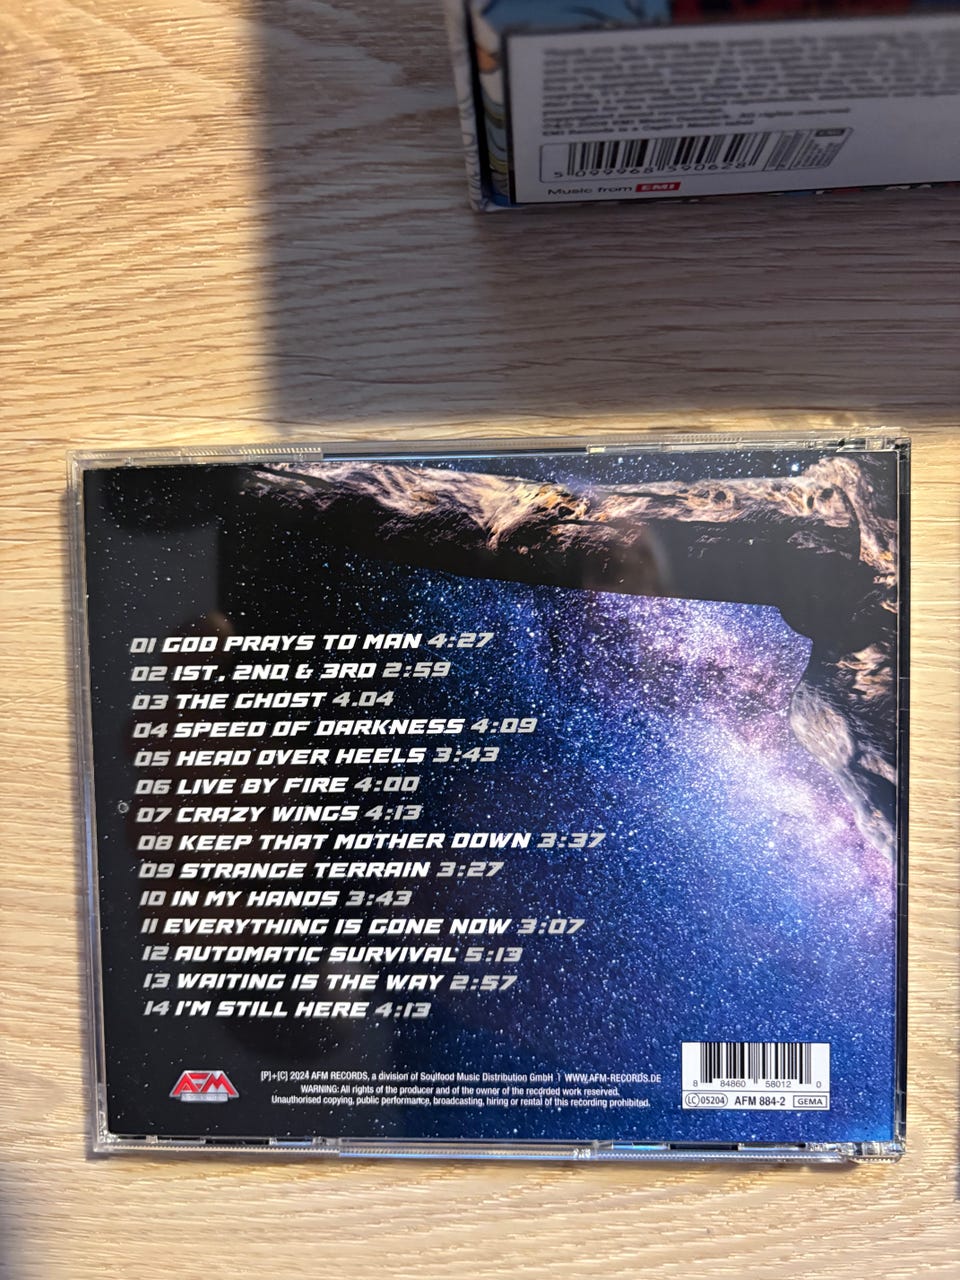 5 099968 590628
Music from EMI
01 GOD PRAYS TO MAN 4:27
02 1ST, 2ND & 3RD 2:59
03 THE GHOST 4.04
04 SPEED OF DARKNESS 4:09
05 HEAD OVER HEELS 3:43
06 LIVE BY FIRE 4:00
07 CRAZY WINGS 4:13
08 KEEP THAT MOTHER DOWN 3:37
09 STRANGE TERRAIN 3:27
10 IN MY HANDS 3:43
11 EVERYTHING IS GONE NOW 3:07
12 AUTOMATIC SURVIVAL 5:13
13 WAITING IS THE WAY 2:57
14 I'M STILL HERE 4:13
AFM
[P]+[C] 2024 AFM RECORDS, a division of Soulfood Music Distribution GmbH | WWW.AFM-RECORDS.DE
WARNING: All rights of the producer and of the owner of the recorded work reserved.
Unauthorised copying, public performance, broadcasting, hiring or rental of this recording prohibited.
8 84860 58012 0
LC 05204 AFM 884-2 GEMA